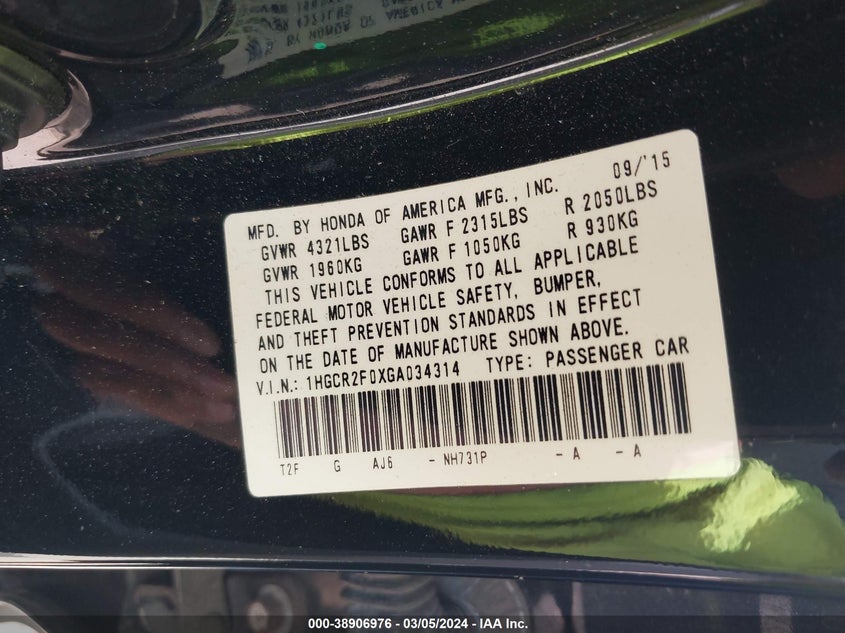 MFD. BY HONDA OF AMERICA MFG., INC. 09/'15
GVWR 4321LBS GAWR F 2315LBS R 2050LBS
GVWR 1960KG GAWR F 1050KG R 930KG
THIS VEHICLE CONFORMS TO ALL APPLICABLE
FEDERAL MOTOR VEHICLE SAFETY, BUMPER,
AND THEFT PREVENTION STANDARDS IN EFFECT
ON THE DATE OF MANUFACTURE SHOWN ABOVE.
V.I.N.: 1HGCR2F0XGA034314 TYPE: PASSENGER CAR
T2F G AJ6 - NH731P - A - A
000-38906976 - 03/05/2024 - IAA Inc.